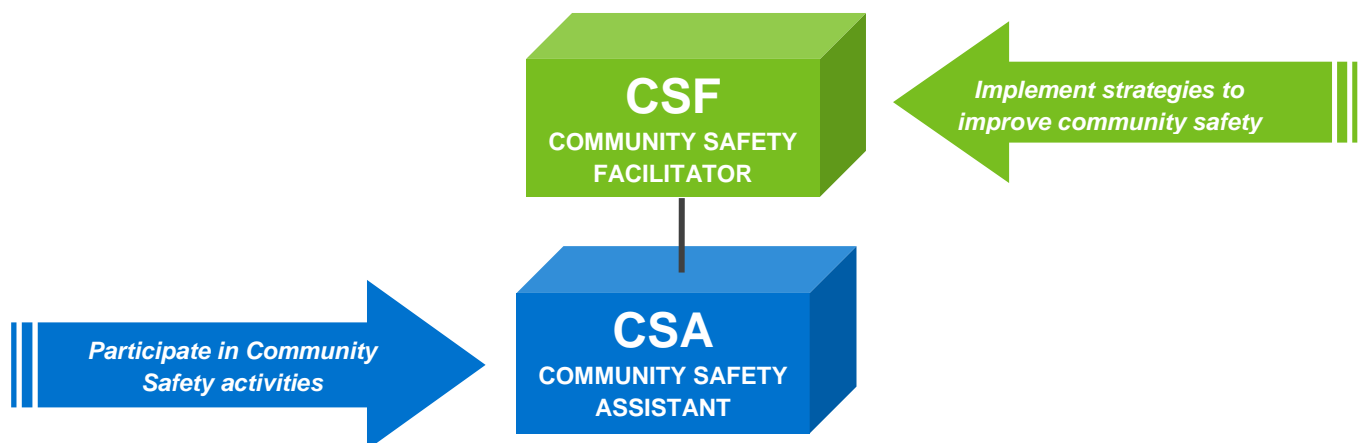 CSF
COMMUNITY SAFETY
FACILITATOR
Implement strategies to
improve community safety
CSA
COMMUNITY SAFETY
ASSISTANT
Participate in Community
Safety activities